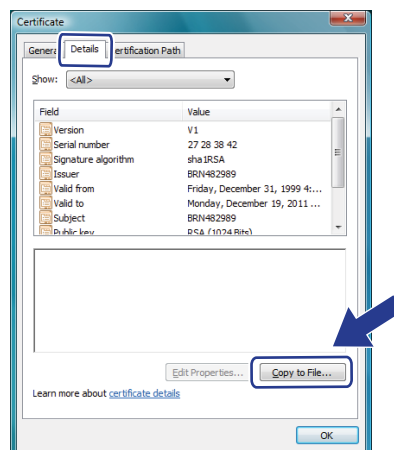 Certificate
General Details Certification Path
Show: <All>
Field Value
Version V1
Serial number 27 28 38 42
Signature algorithm sha1RSA
Issuer BRN482989
Valid from Friday, December 31, 1999 4:...
Valid to Monday, December 19, 2011 ...
Subject BRN482989
Public key RSA (1024 Bits)
Edit Properties... Copy to File...
Learn more about certificate details
OK